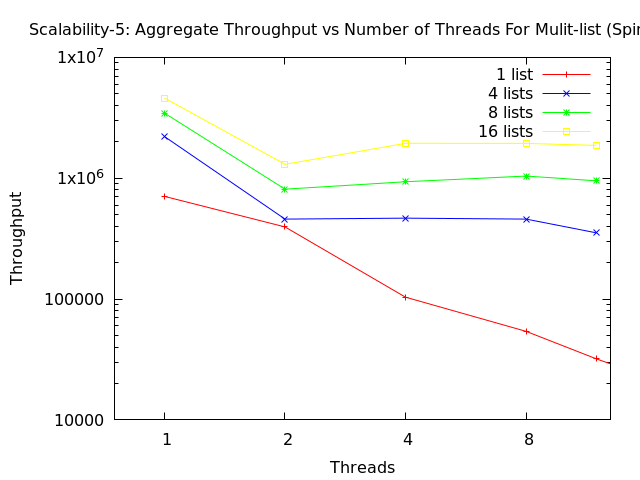 Scalability-5: Aggregate Throughput vs Number of Threads For Mulit-list (Spin
1x10^7
1 list
4 lists
8 lists
16 lists
1x10^6
Throughput
100000
10000
1 2 4 8
Threads